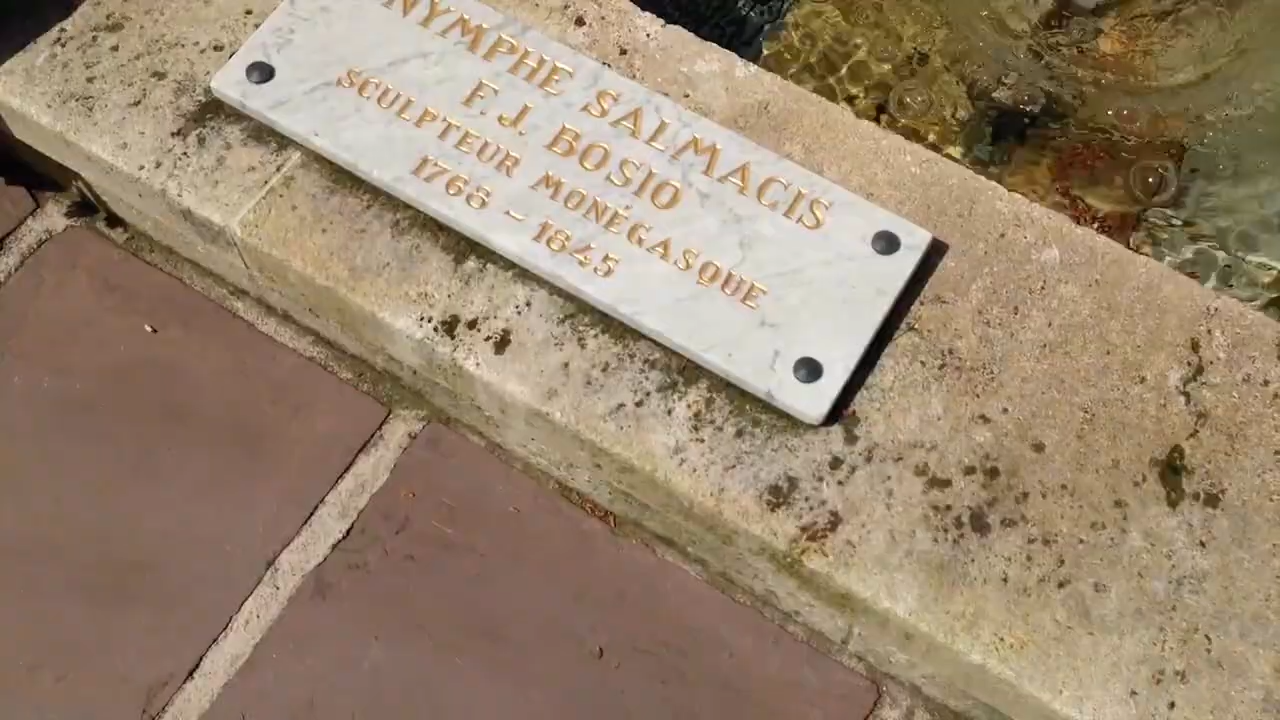 NYMPHE SALMACIS
F. J. BOSIO
SCULPTEUR MONÉGASQUE
1768 ~ 1845